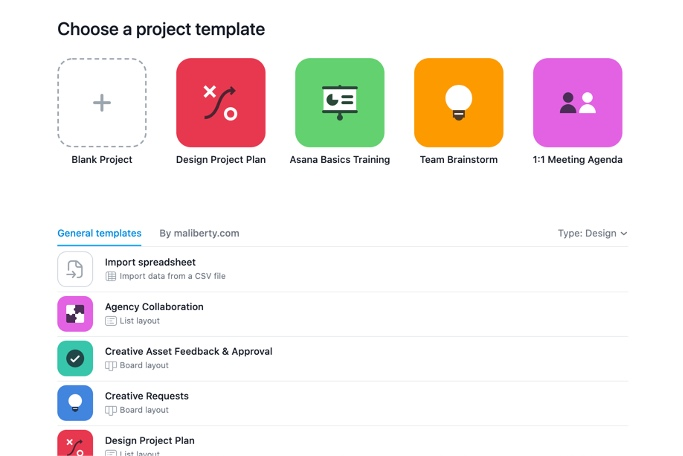 Choose a project template
Blank Project
Design Project Plan
Asana Basics Training
Team Brainstorm
1:1 Meeting Agenda
General templates
By maliberty.com
Type: Design
Import spreadsheet
Import data from a CSV file
Agency Collaboration
List layout
Creative Asset Feedback & Approval
Board layout
Creative Requests
Board layout
Design Project Plan
List layout